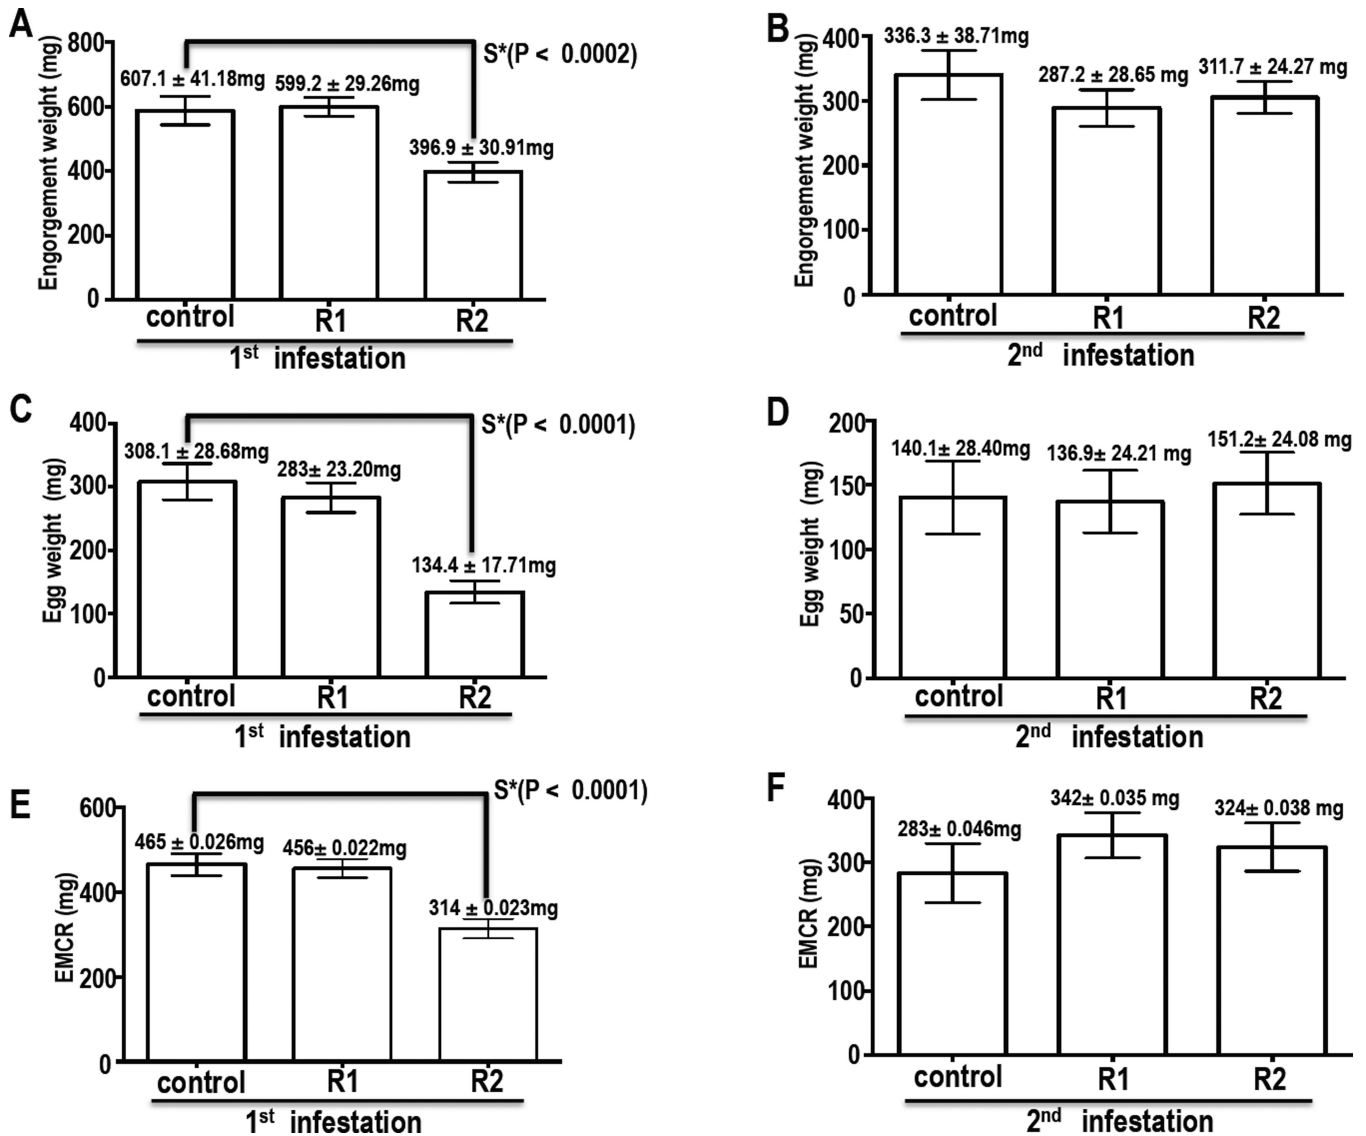 A
Engorgement weight (mg)
800
600
400
200
0
607.1 ± 41.18mg
599.2 ± 29.26mg
396.9 ± 30.91mg
S*(P < 0.0002)
control R1 R2
1st infestation
B
Engorgement weight (mg)
400
300
200
100
0
336.3 ± 38.71mg
287.2 ± 28.65 mg
311.7 ± 24.27 mg
control R1 R2
2nd infestation
C
Egg weight (mg)
400
300
200
100
0
308.1 ± 28.68mg
283± 23.20mg
134.4 ± 17.71mg
S*(P < 0.0001)
control R1 R2
1st infestation
D
Egg weight (mg)
200
150
100
50
0
140.1± 28.40mg
136.9± 24.21 mg
151.2± 24.08 mg
control R1 R2
2nd infestation
E
EMCR (mg)
600
400
200
0
465 ± 0.026mg
456± 0.022mg
314 ± 0.023mg
S*(P < 0.0001)
control R1 R2
1st infestation
F
EMCR (mg)
400
300
200
100
0
283± 0.046mg
342± 0.035 mg
324± 0.038 mg
control R1 R2
2nd infestation